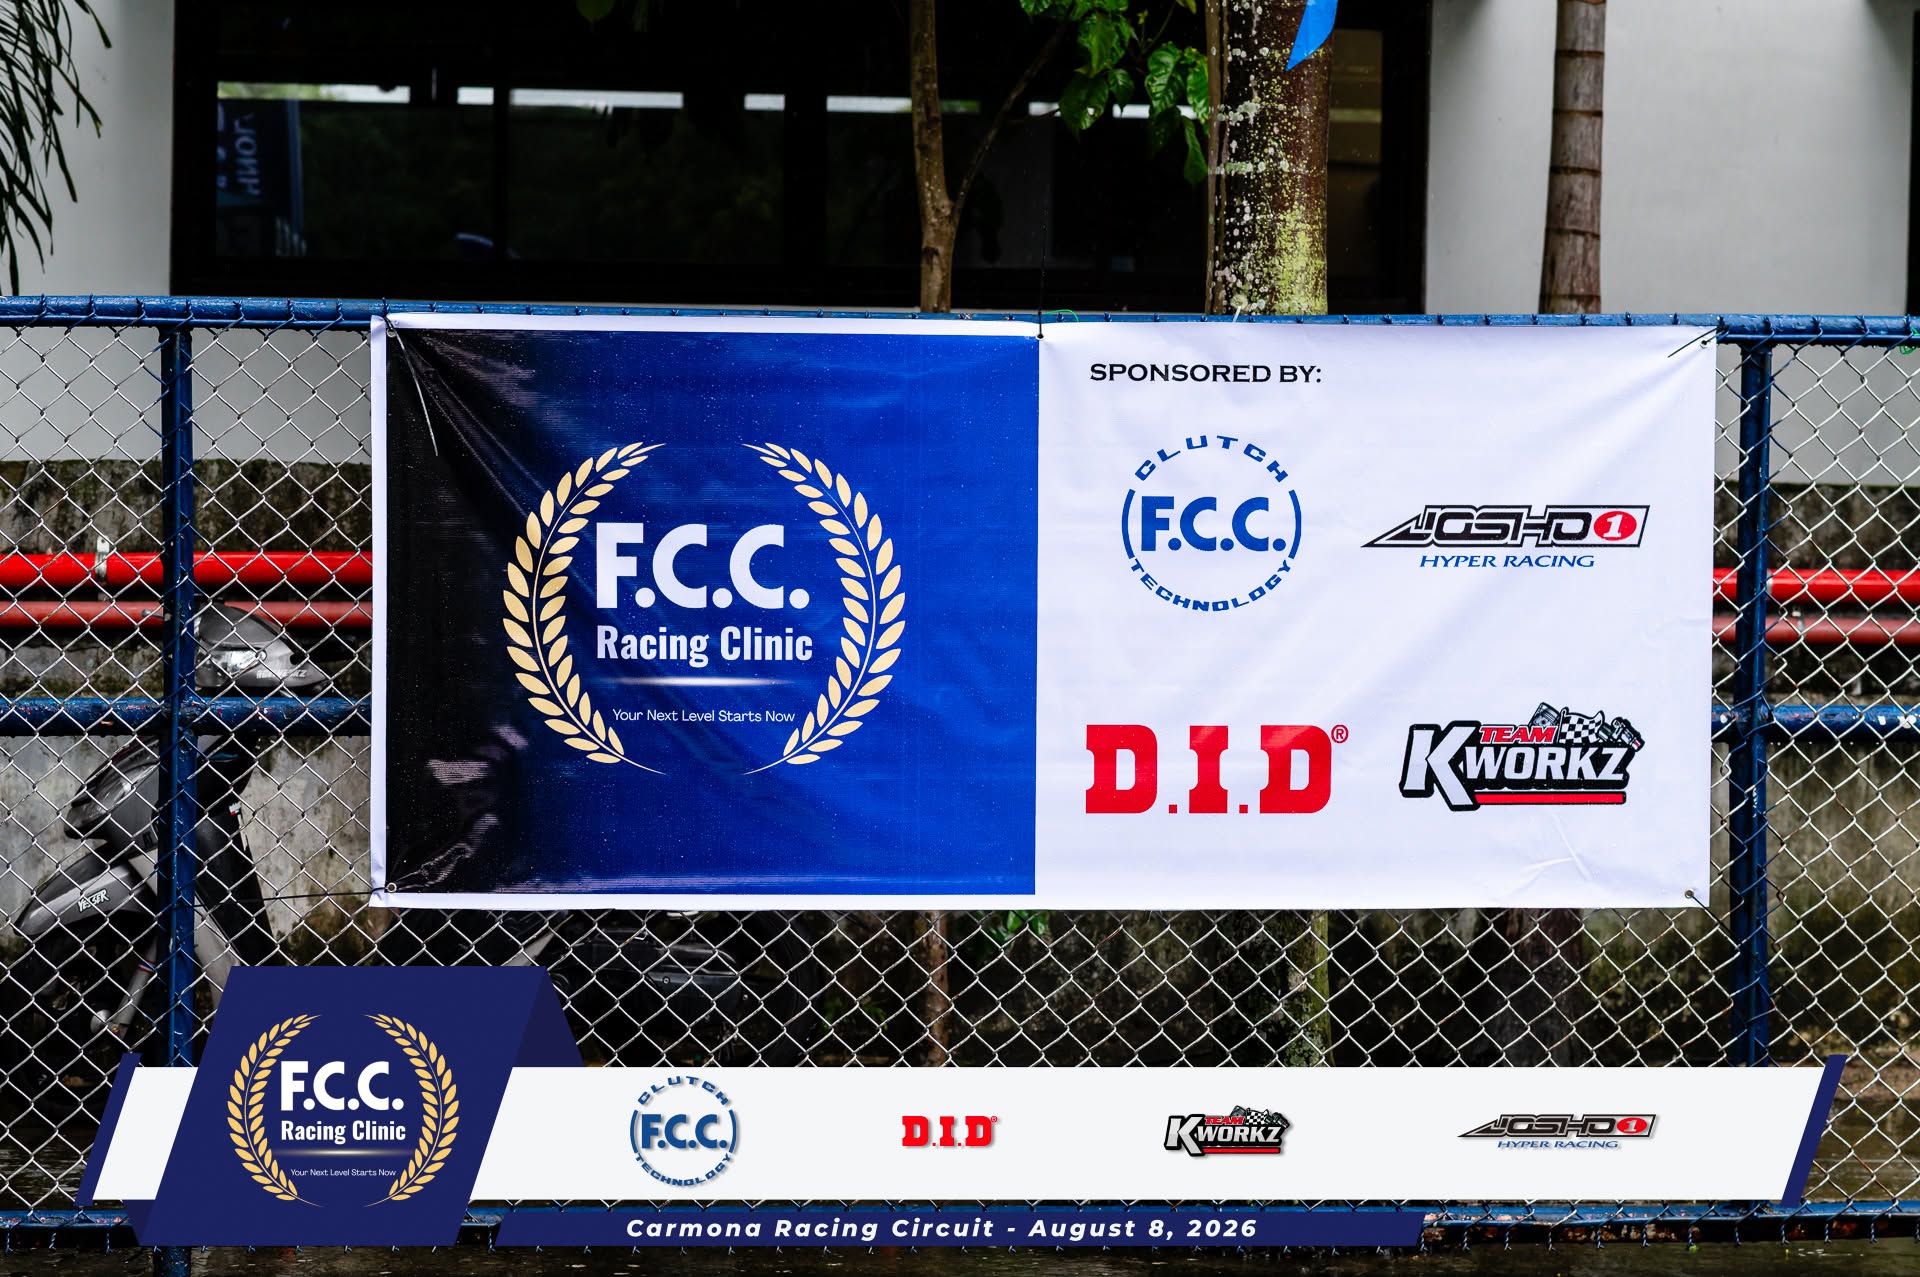 SPONSORED BY:
CLUTCH
F.C.C.
TECHNOLOGY
JOSHO 1
HYPER RACING
F.C.C.
Racing Clinic
Your Next Level Starts Now
D.I.D®
TEAM
KWORKZ
F.C.C.
Racing Clinic
Your Next Level Starts Now
CLUTCH
F.C.C.
TECHNOLOGY
D.I.D®
TEAM
KWORKZ
JOSHO 1
HYPER RACING
Carmona Racing Circuit - August 8, 2026